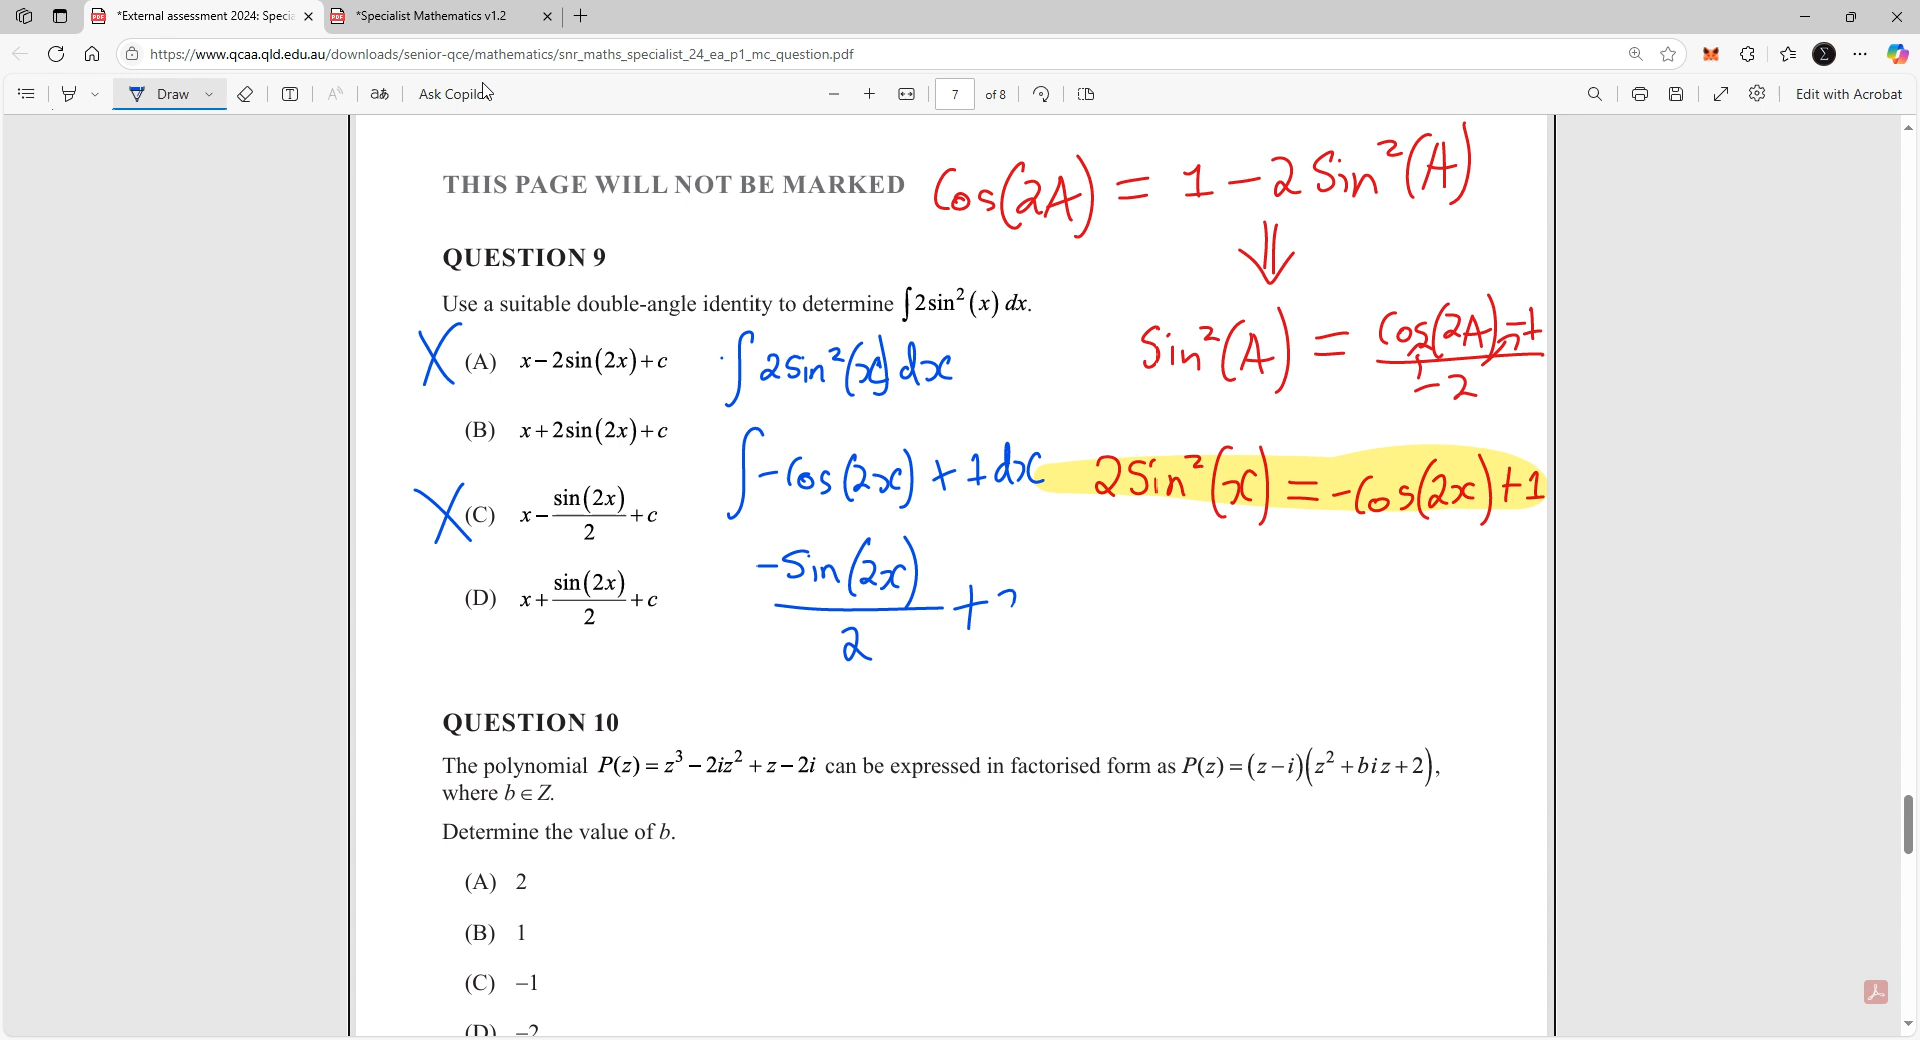 *External assessment 2024: Specia
*Specialist Mathematics v1.2
https://www.qcaa.qld.edu.au/downloads/senior-qce/mathematics/snr_maths_specialist_24_ea_p1_mc_question.pdf
Draw
Ask Copilot
7 of 8
Edit with Acrobat
THIS PAGE WILL NOT BE MARKED
Cos(2A) = 1 - 2 Sin²(A)
⇓
QUESTION 9
Use a suitable double-angle identity to determine ∫2sin²(x) dx.
Sin²(A) = Cos(2A) - 1 / -2
X (A) x − 2sin(2x) + c
∫2Sin²(x) dx
(B) x + 2sin(2x) + c
∫-Cos(2x) + 1 dx
2Sin²(x) = -Cos(2x) + 1
X (C) x − sin(2x)/2 + c
-Sin(2x)/2 +
(D) x + sin(2x)/2 + c
QUESTION 10
The polynomial P(z) = z³ − 2iz² + z − 2i can be expressed in factorised form as P(z) = (z − i)(z² + biz + 2),
where b ∈ Z.
Determine the value of b.
(A) 2
(B) 1
(C) −1
(D) −2